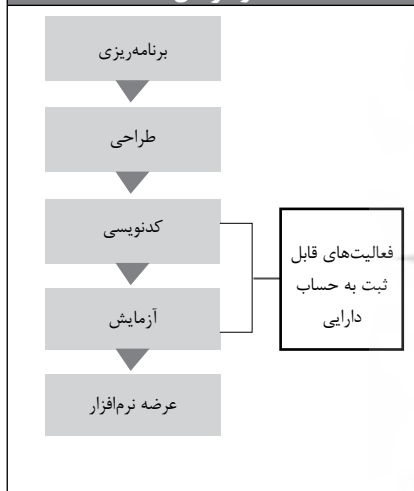 برنامه‌ریزی
طراحی
کدنویسی
فعالیت‌های قابل
ثبت به حساب
دارایی
آزمایش
عرضه نرم‌افزار